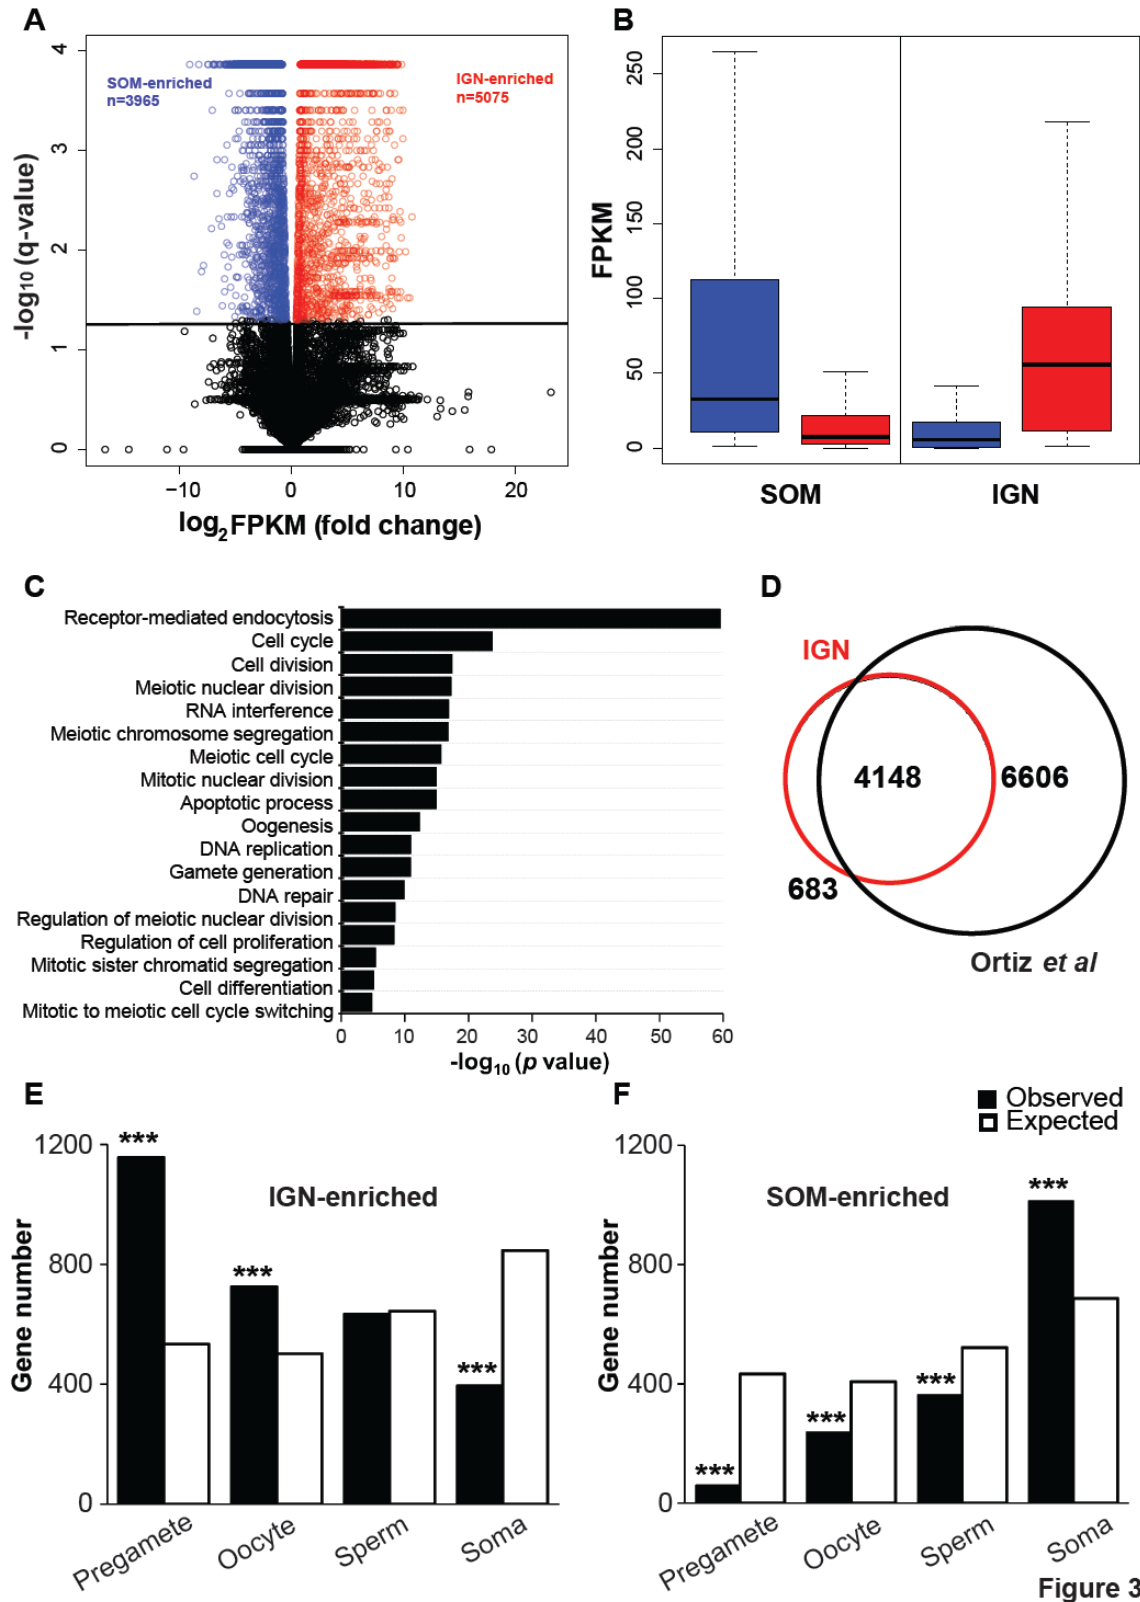 A
4
3
2
1
0
-log10 (q-value)
SOM-enriched
n=3965
IGN-enriched
n=5075
−10
0
10
20
log2FPKM (fold change)
B
250
200
150
100
50
0
FPKM
SOM
IGN
C
Receptor-mediated endocytosis
Cell cycle
Cell division
Meiotic nuclear division
RNA interference
Meiotic chromosome segregation
Meiotic cell cycle
Mitotic nuclear division
Apoptotic process
Oogenesis
DNA replication
Gamete generation
DNA repair
Regulation of meiotic nuclear division
Regulation of cell proliferation
Mitotic sister chromatid segregation
Cell differentiation
Mitotic to meiotic cell cycle switching
0
10
20
30
40
50
60
-log10 (p value)
D
IGN
4148
6606
683
Ortiz et al
E
1200
800
400
0
Gene number
IGN-enriched
***
***
***
Pregamete
Oocyte
Sperm
Soma
F
Observed
Expected
1200
800
400
0
Gene number
SOM-enriched
***
***
***
***
Pregamete
Oocyte
Sperm
Soma
Figure 3